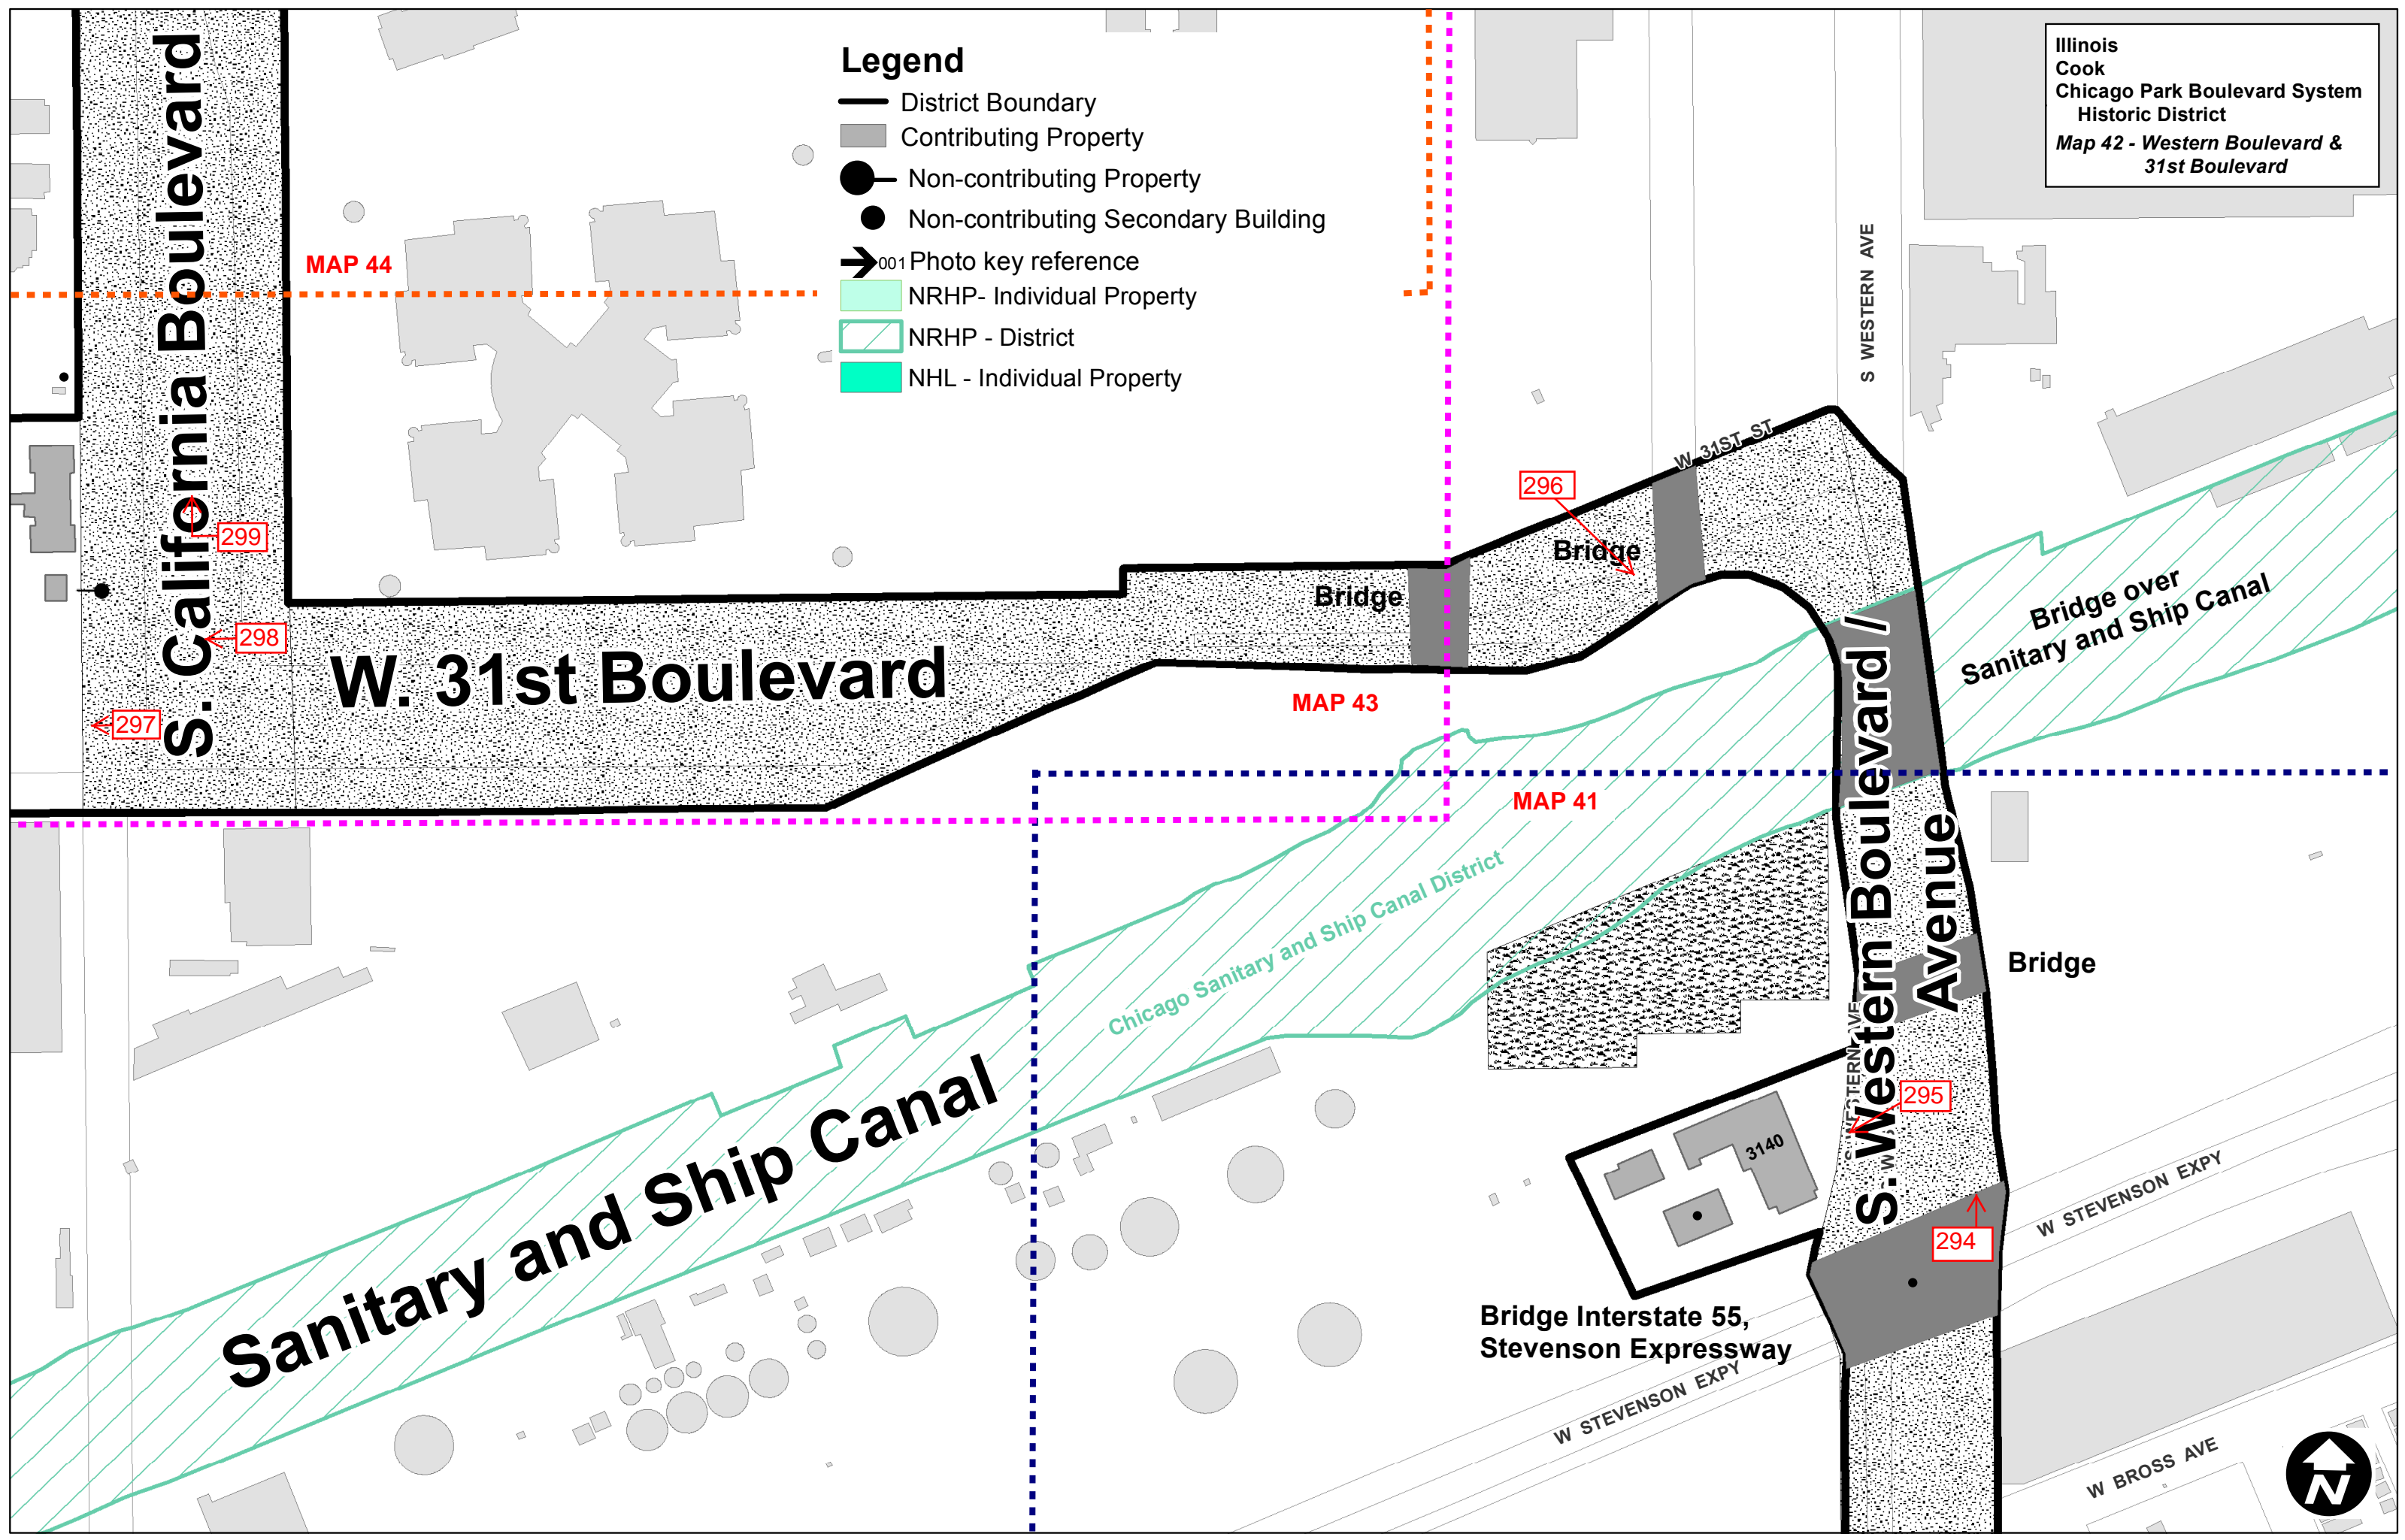 Illinois
Cook
Chicago Park Boulevard System
Historic District
Map 42 - Western Boulevard &
31st Boulevard
Legend
District Boundary
Contributing Property
Non-contributing Property
Non-contributing Secondary Building
001 Photo key reference
NRHP- Individual Property
NRHP - District
NHL - Individual Property
S. California Boulevard
MAP 44
S WESTERN AVE
W 31ST ST
296
299
Bridge
Bridge
298
297
W. 31st Boulevard
MAP 43
Bridge over
Sanitary and Ship Canal
MAP 41
S. Western Boulevard /
Avenue
Chicago Sanitary and Ship Canal District
Bridge
Sanitary and Ship Canal
295
3140
294
W STEVENSON EXPY
Bridge Interstate 55,
Stevenson Expressway
W STEVENSON EXPY
W BROSS AVE
N